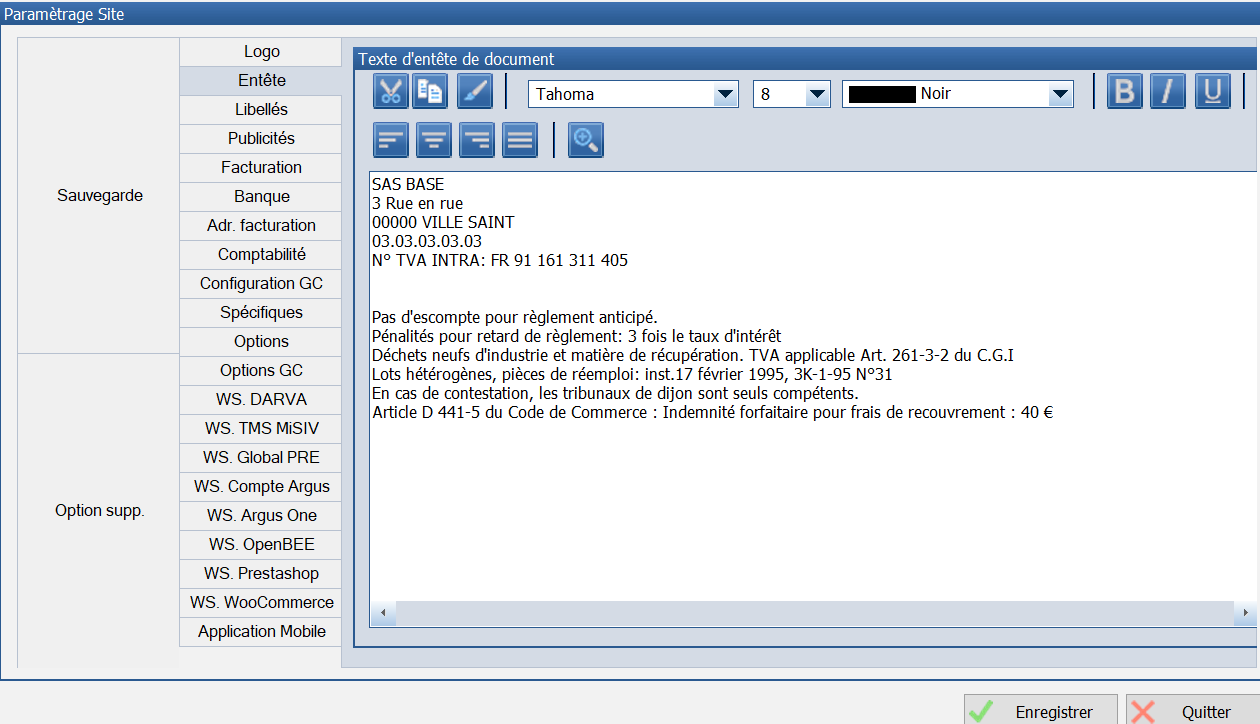 Paramètrage Site
Sauvegarde
Option supp.
Logo
Entête
Libellés
Publicités
Facturation
Banque
Adr. facturation
Comptabilité
Configuration GC
Spécifiques
Options
Options GC
WS. DARVA
WS. TMS MiSIV
WS. Global PRE
WS. Compte Argus
WS. Argus One
WS. OpenBEE
WS. Prestashop
WS. WooCommerce
Application Mobile
Texte d'entête de document
Tahoma 8 Noir B I U
SAS BASE
3 Rue en rue
00000 VILLE SAINT
03.03.03.03.03
N° TVA INTRA: FR 91 161 311 405
Pas d'escompte pour règlement anticipé.
Pénalités pour retard de règlement: 3 fois le taux d'intérêt
Déchets neufs d'industrie et matière de récupération. TVA applicable Art. 261-3-2 du C.G.I
Lots hétérogènes, pièces de réemploi: inst.17 février 1995, 3K-1-95 N°31
En cas de contestation, les tribunaux de dijon sont seuls compétents.
Article D 441-5 du Code de Commerce : Indemnité forfaitaire pour frais de recouvrement : 40 €
Enregistrer
Quitter